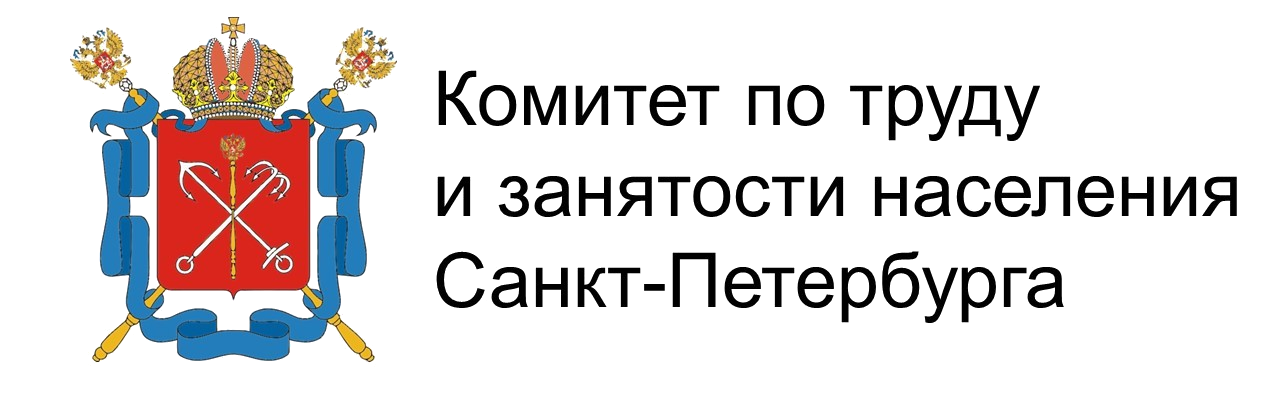 Комитет по труду
и занятости населения
Санкт-Петербурга